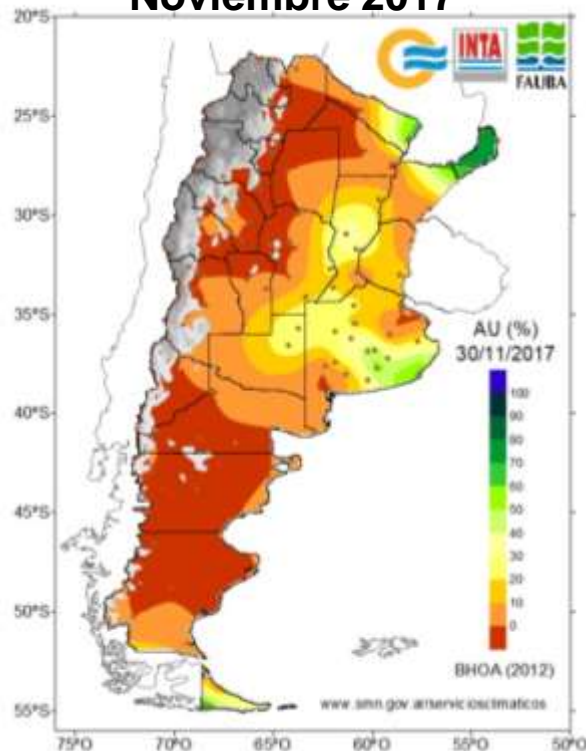 Noviembre 2017
20°S
INTA
FAUBA
25°S
30°S
35°S
AU (%)
30/11/2017
100
90
80
70
60
50
40
30
20
10
0
40°S
45°S
50°S
BHOA (2012)
www.smn.gov.ar/serviciosclimaticos
55°S
75°O
70°O
65°O
60°O
55°O
50°O